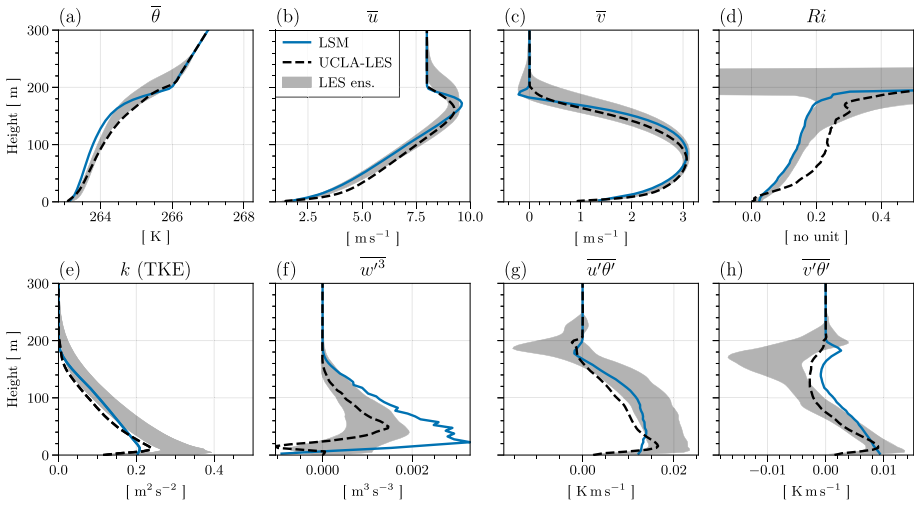 (a) θ̅
(b) u̅
(c) v̅
(d) Ri
300
200
100
0
Height [ m ]
LSM
UCLA-LES
LES ens.
264 266 268
2.5 5.0 7.5 10.0
0 1 2 3
0.0 0.2 0.4
[ K ]
[ m s⁻¹ ]
[ m s⁻¹ ]
[ no unit ]
(e) k (TKE)
(f) w′³
(g) u′θ′
(h) v′θ′
300
200
100
0
Height [ m ]
0.0 0.2 0.4
0.000 0.002
0.00 0.02
−0.01 0.00 0.01
[ m² s⁻² ]
[ m³ s⁻³ ]
[ K m s⁻¹ ]
[ K m s⁻¹ ]